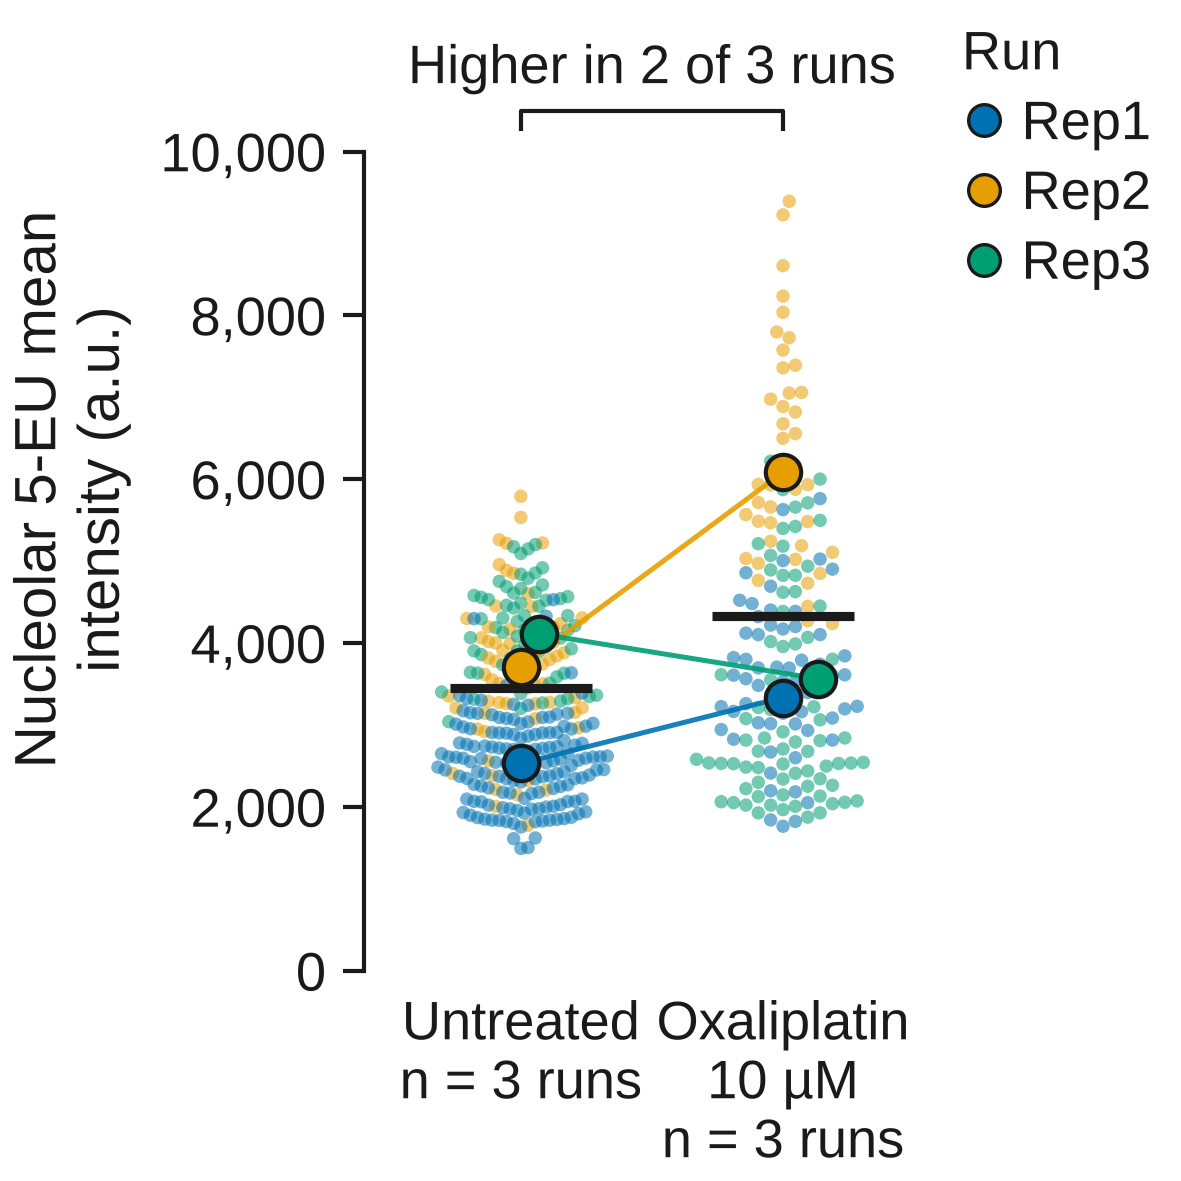 Higher in 2 of 3 runs
Run
Rep1
Rep2
Rep3
Nucleolar 5-EU mean
intensity (a.u.)
10,000
8,000
6,000
4,000
2,000
0
Untreated
n = 3 runs
Oxaliplatin
10 µM
n = 3 runs